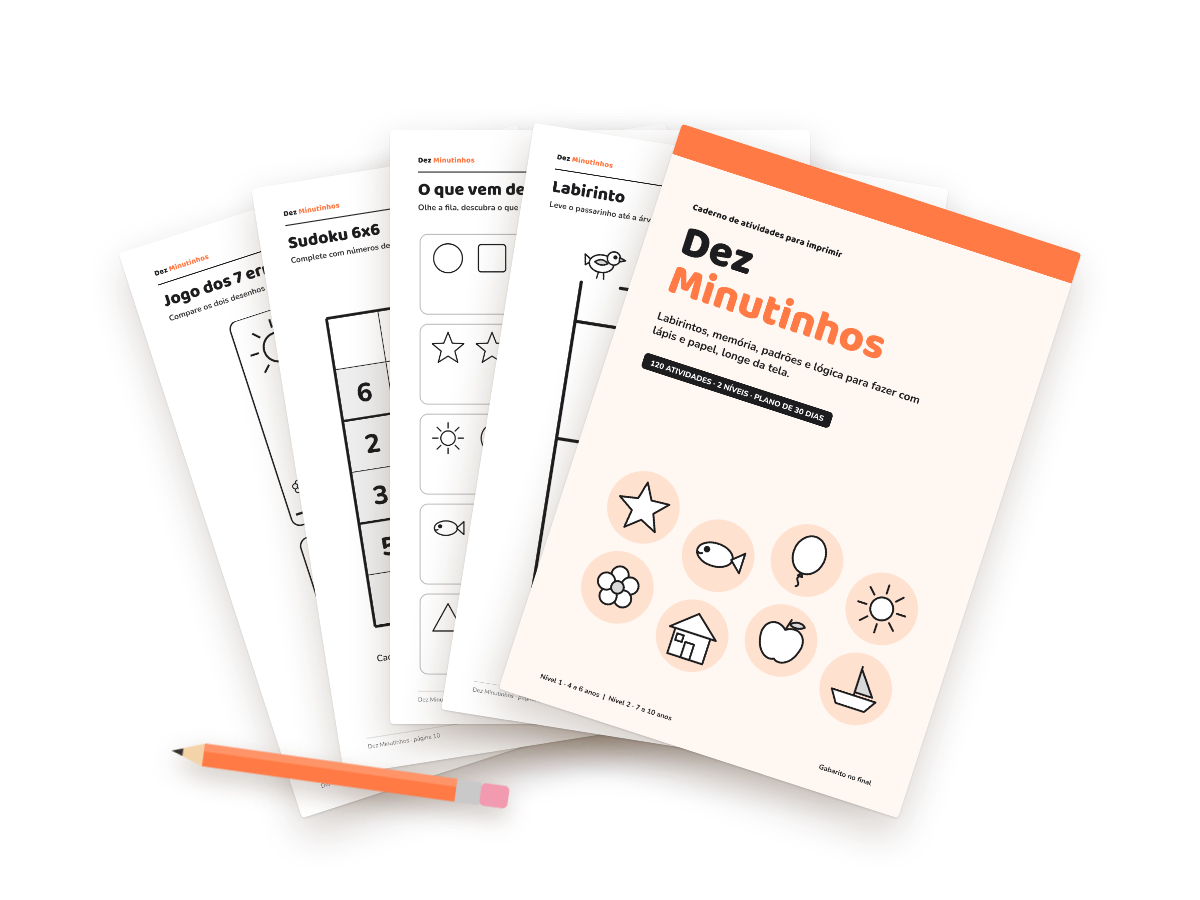 Dez Minutinhos
Jogo dos 7
Compare os dois desenhos
Dez Minutinhos
Sudoku 6x6
Complete com números de
6
2
3
5
Dez Minutinhos · página 10
Dez Minutinhos
O que vem de
Olhe a fila, descubra o que
Dez
Dez Minutinhos
Labirinto
Leve o passarinho até a
Dez Minutinhos
Caderno de atividades para imprimir
Dez
Minutinhos
Labirintos, memória, padrões e lógica para fazer com
lápis e papel, longe da tela.
120 ATIVIDADES · 2 NÍVEIS · PLANO DE 30 DIAS
Nível 1 · 4 a 6 anos | Nível 2 · 7 a 10 anos
Gabarito no final